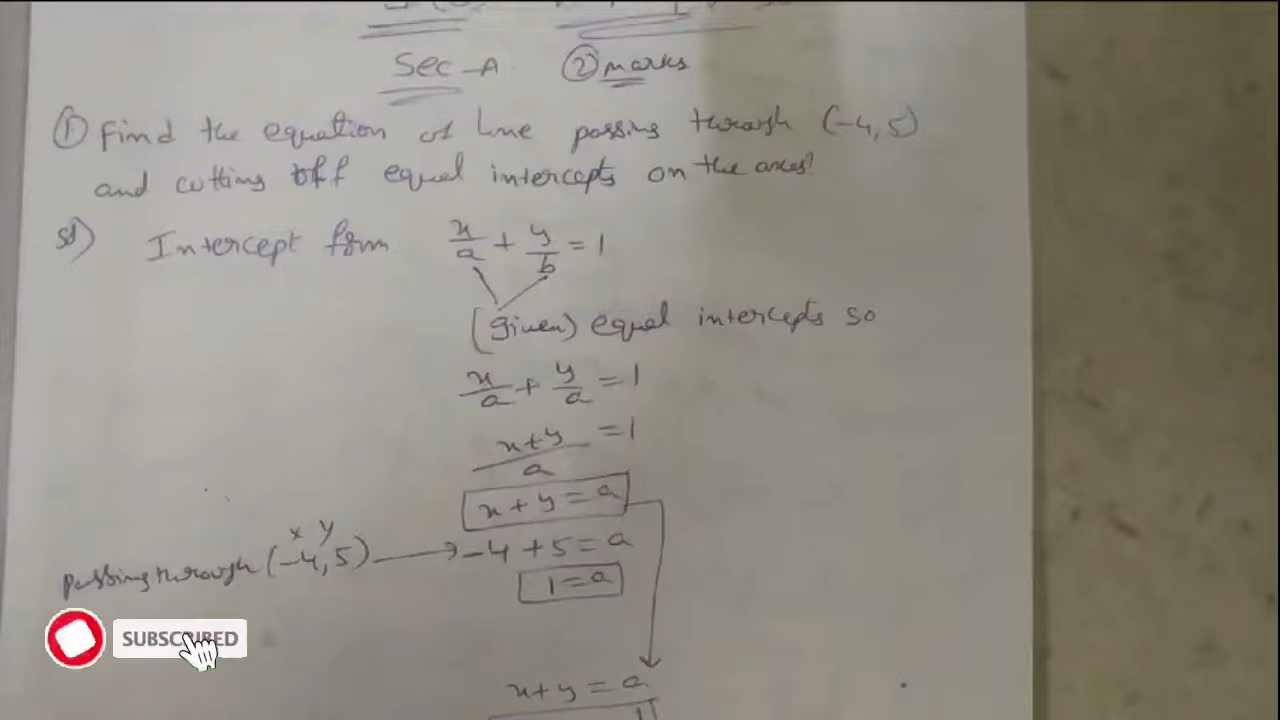 Sec-A ② marks
① Find the equation of line passing through (-4,5)
and cutting off equal intercepts on the axes?
Sol) Intercept form x/a + y/b = 1
(given) equal intercepts so
x/a + y/a = 1
x+y/a = 1
x+y = a
x y
passing through (-4,5) → -4+5 = a
1 = a
SUBSCRIBED
x+y = a